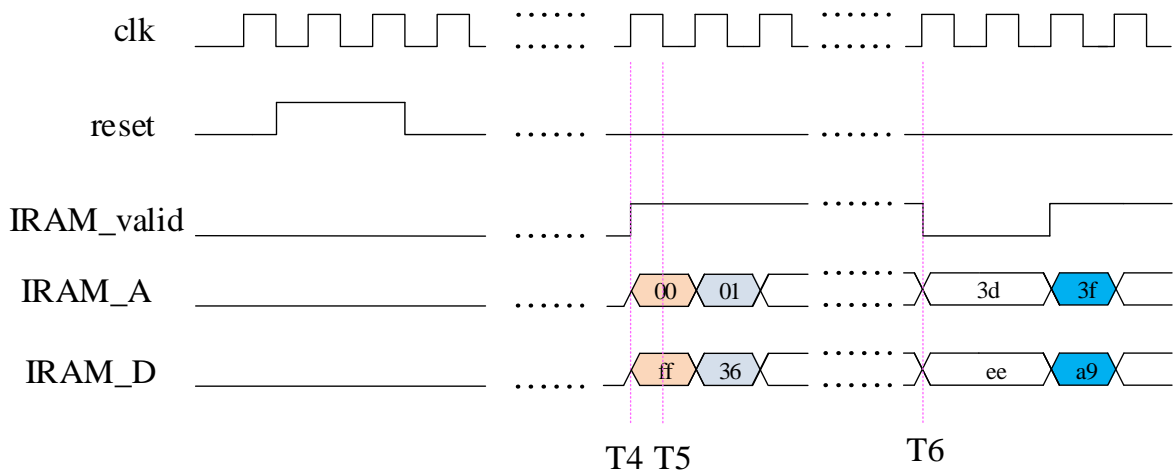 clk
reset
IRAM_valid
IRAM_A 00 01 3d 3f
IRAM_D ff 36 ee a9
T4 T5 T6